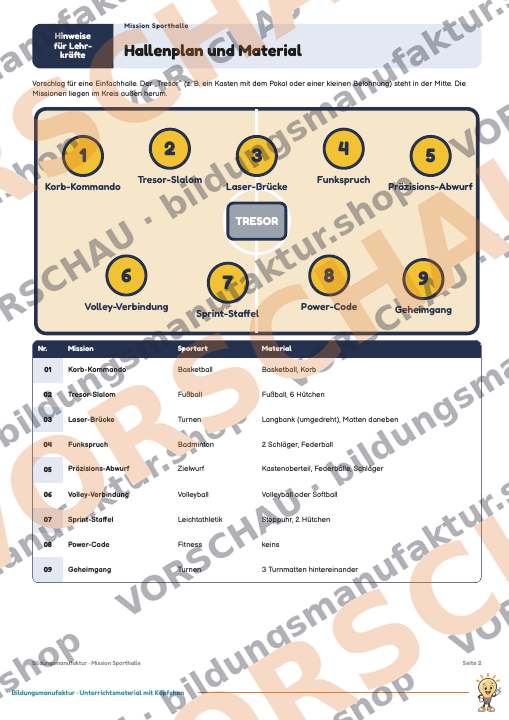 Hinweise
für Lehr-
kräfte
Mission Sporthalle
Hallenplan und Material
Vorschlag für eine Einfachhalle. Der „Tresor“ (z. B. ein Kasten mit dem Pokal oder einer kleinen Belohnung) steht in der Mitte. Die
Missionen liegen im Kreis außen herum.
1
Korb-Kommando
2
Tresor-Slalom
3
Laser-Brücke
4
Funkspruch
5
Präzisions-Abwurf
TRESOR
6
Volley-Verbindung
7
Sprint-Staffel
8
Power-Code
9
Geheimgang
Nr. Mission Sportart Material
01 Korb-Kommando Basketball Basketball, Korb
02 Tresor-Slalom Fußball Fußball, 6 Hütchen
03 Laser-Brücke Turnen Langbank (umgedreht), Matten daneben
04 Funkspruch Badminton 2 Schläger, Federball
05 Präzisions-Abwurf Zielwurf Kastenoberteil, Federbälle, Schläger
06 Volley-Verbindung Volleyball Volleyball oder Softball
07 Sprint-Staffel Leichtathletik Stoppuhr, 2 Hütchen
08 Power-Code Fitness keins
09 Geheimgang Turnen 3 Turnmatten hintereinander
Bildungsmanufaktur · Mission Sporthalle Seite 2
Bildungsmanufaktur · Unterrichtsmaterial mit Köpfchen
VORSCHAU · bildungsmanufaktur.shop
VORSCHAU